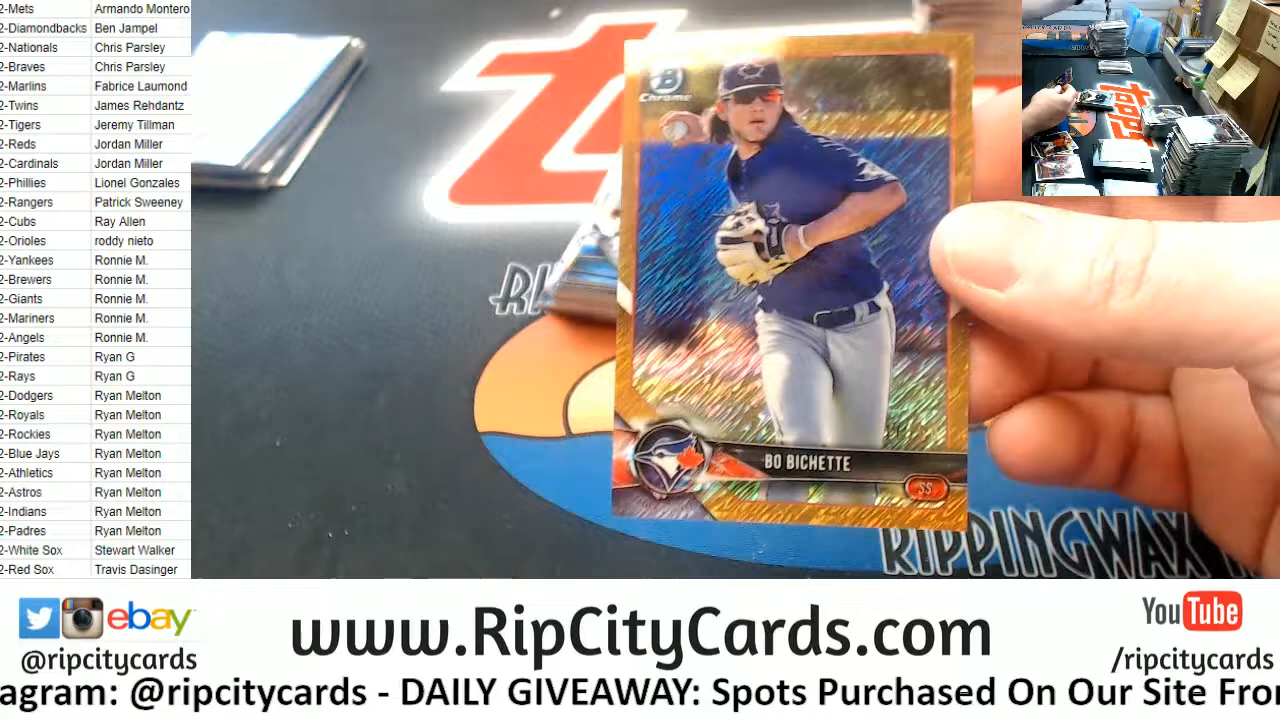 2-Mets Armando Montero
2-Diamondbacks Ben Jampel
2-Nationals Chris Parsley
2-Braves Chris Parsley
2-Marlins Fabrice Laumond
2-Twins James Rehdantz
2-Tigers Jeremy Tillman
2-Reds Jordan Miller
2-Cardinals Jordan Miller
2-Phillies Lionel Gonzales
2-Rangers Patrick Sweeney
2-Cubs Ray Allen
2-Orioles roddy nieto
2-Yankees Ronnie M.
2-Brewers Ronnie M.
2-Giants Ronnie M.
2-Mariners Ronnie M.
2-Angels Ronnie M.
2-Pirates Ryan G
2-Rays Ryan G
2-Dodgers Ryan Melton
2-Royals Ryan Melton
2-Rockies Ryan Melton
2-Blue Jays Ryan Melton
2-Athletics Ryan Melton
2-Astros Ryan Melton
2-Indians Ryan Melton
2-Padres Ryan Melton
2-White Sox Stewart Walker
2-Red Sox Travis Dasinger
B
Chrome
BO BICHETTE
SS
topps
RIPPINGWAX
ebay
@ripcitycards
www.RipCityCards.com
YouTube
/ripcitycards
agram: @ripcitycards - DAILY GIVEAWAY: Spots Purchased On Our Site From